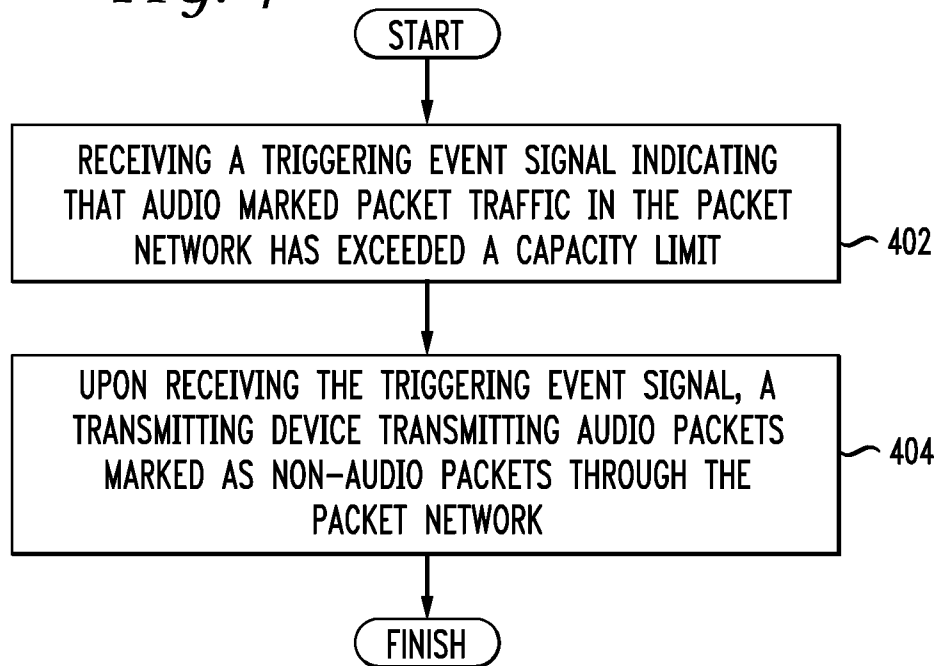 START
RECEIVING A TRIGGERING EVENT SIGNAL INDICATING
THAT AUDIO MARKED PACKET TRAFFIC IN THE PACKET
NETWORK HAS EXCEEDED A CAPACITY LIMIT
402
UPON RECEIVING THE TRIGGERING EVENT SIGNAL, A
TRANSMITTING DEVICE TRANSMITTING AUDIO PACKETS
MARKED AS NON-AUDIO PACKETS THROUGH THE
PACKET NETWORK
404
FINISH